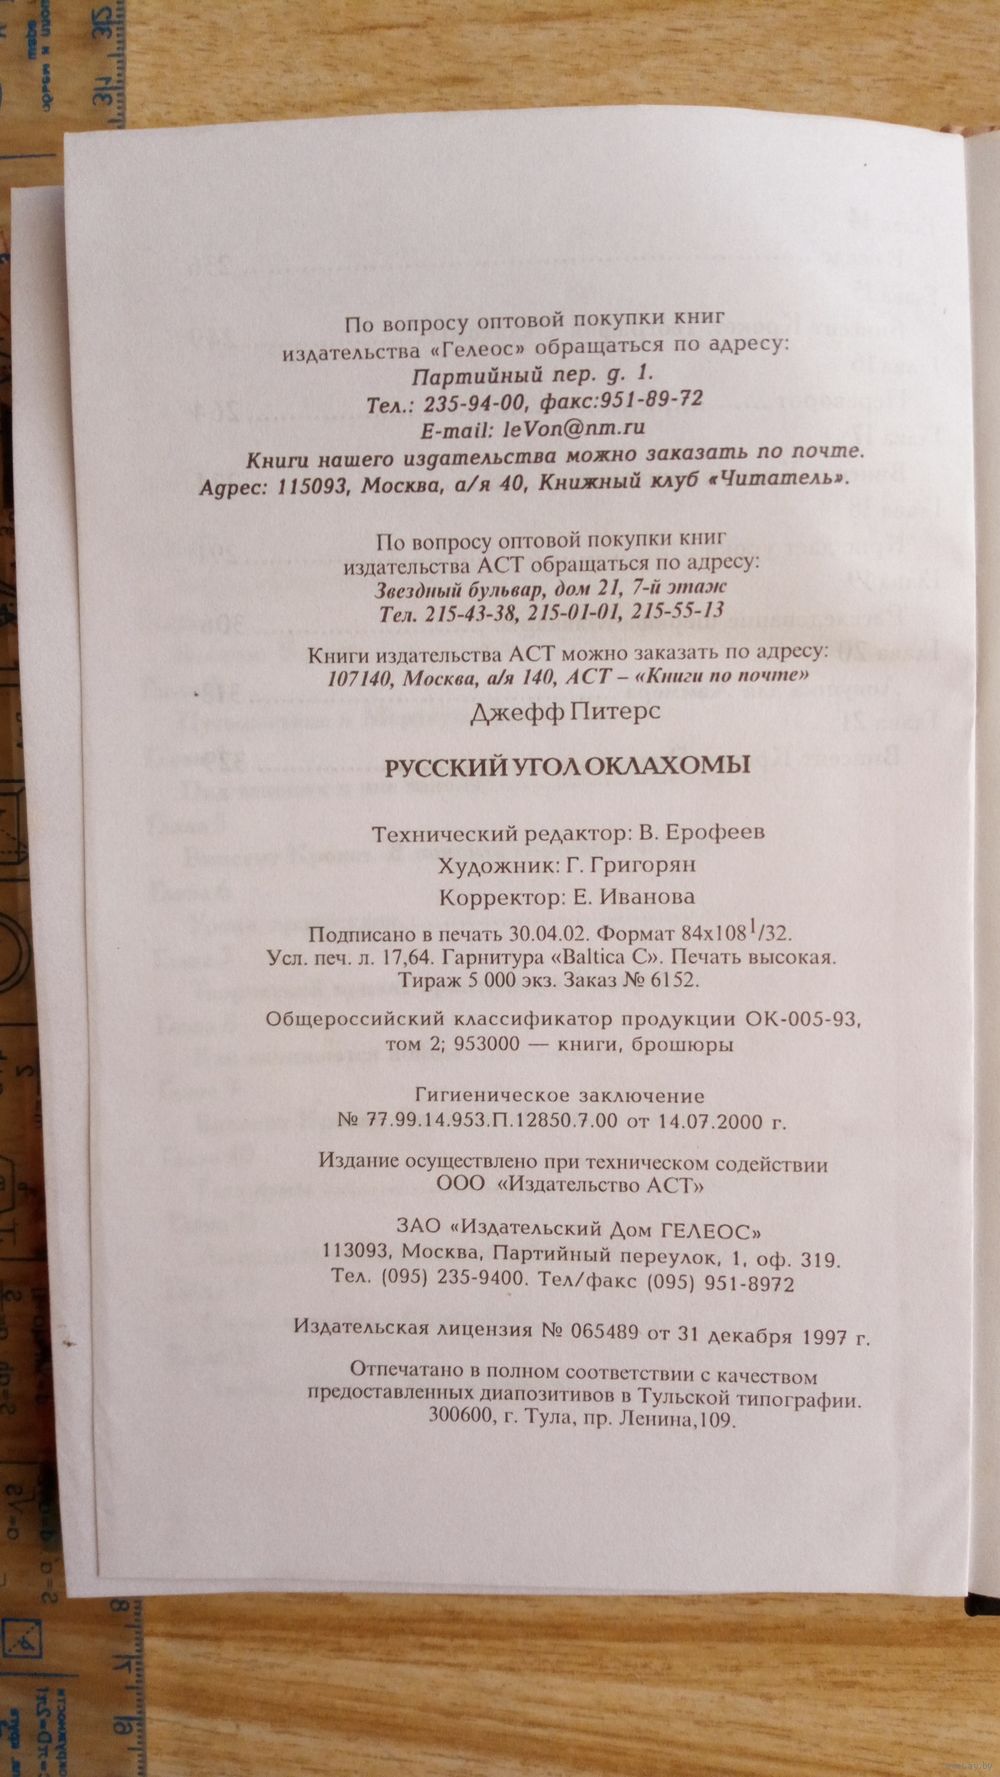 По вопросу оптовой покупки книг
издательства «Гелеос» обращаться по адресу:
Партийный пер. д. 1.
Тел.: 235-94-00, факс:951-89-72
E-mail: leVon@nm.ru
Книги нашего издательства можно заказать по почте.
Адрес: 115093, Москва, а/я 40, Книжный клуб «Читатель».
По вопросу оптовой покупки книг
издательства АСТ обращаться по адресу:
Звездный бульвар, дом 21, 7-й этаж
Тел. 215-43-38, 215-01-01, 215-55-13
Книги издательства АСТ можно заказать по адресу:
107140, Москва, а/я 140, АСТ – «Книги по почте»
Джефф Питерс
РУССКИЙ УГОЛ ОКЛАХОМЫ
Технический редактор: В. Ерофеев
Художник: Г. Григорян
Корректор: Е. Иванова
Подписано в печать 30.04.02. Формат 84x108 1/32.
Усл. печ. л. 17,64. Гарнитура «Baltica C». Печать высокая.
Тираж 5 000 экз. Заказ № 6152.
Общероссийский классификатор продукции ОК-005-93,
том 2; 953000 — книги, брошюры
Гигиеническое заключение
№ 77.99.14.953.П.12850.7.00 от 14.07.2000 г.
Издание осуществлено при техническом содействии
ООО «Издательство АСТ»
ЗАО «Издательский Дом ГЕЛЕОС»
113093, Москва, Партийный переулок, 1, оф. 319.
Тел. (095) 235-9400. Тел/факс (095) 951-8972
Издательская лицензия № 065489 от 31 декабря 1997 г.
Отпечатано в полном соответствии с качеством
предоставленных диапозитивов в Тульской типографии.
300600, г. Тула, пр. Ленина,109.